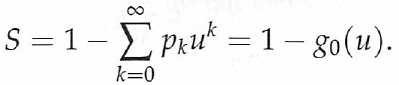 S = 1 − ∑_{k=0}^{∞} p_k u^k = 1 − g_0(u).